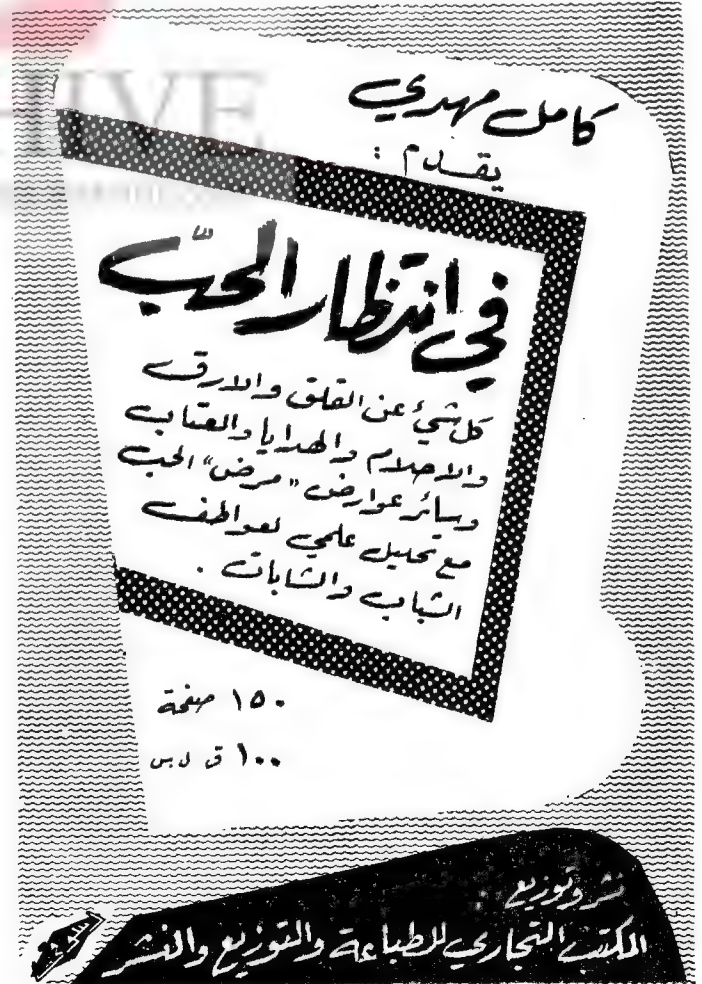 HIVE
كامل مهدي
يقدم :
في انتظار الحبّ
كل شيء عن القلق والارق
والاحلام والهدايا والعتاب
وسائر عوارض "مرض" الحب
مع تحليل علمي لعواطف
الشباب والشابات .
١٥٠ صفحة
١٠٠ ق ل س
نشر وتوزيع :
المكتب التجاري للطباعة والتوزيع والنشر